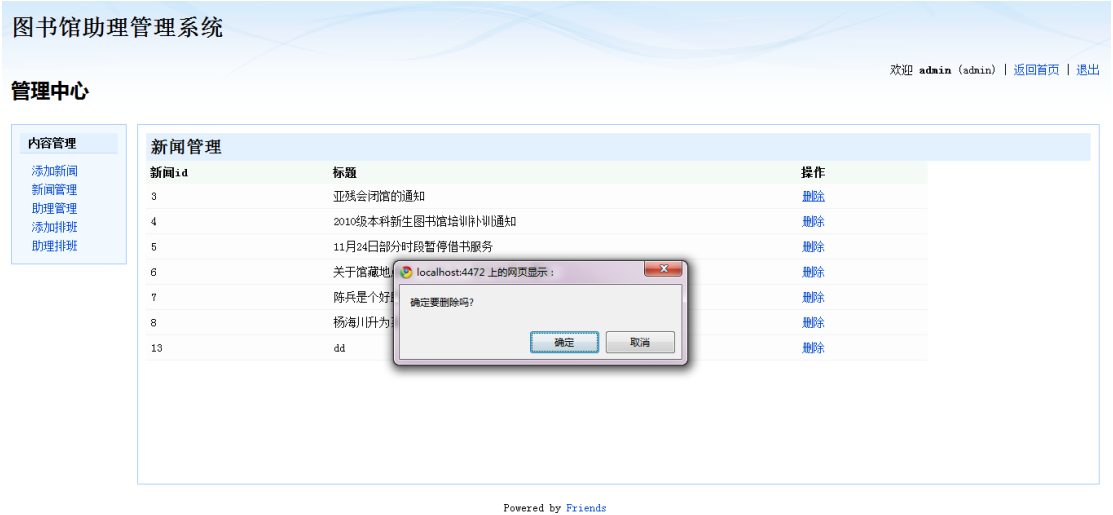 图书馆助理管理系统
欢迎 admin (admin) | 返回首页 | 退出
管理中心
内容管理
添加新闻
新闻管理
助理管理
添加排班
助理排班
新闻管理
新闻id 标题 操作
3 亚残会闭馆的通知 删除
4 2010级本科新生图书馆培训补训通知 删除
5 11月24日部分时段暂停借书服务 删除
6 关于馆藏地 删除
7 陈兵是个好 删除
8 杨海川升为 删除
13 dd 删除
localhost:4472 上的网页显示：
确定要删除吗?
确定 取消
Powered by Friends